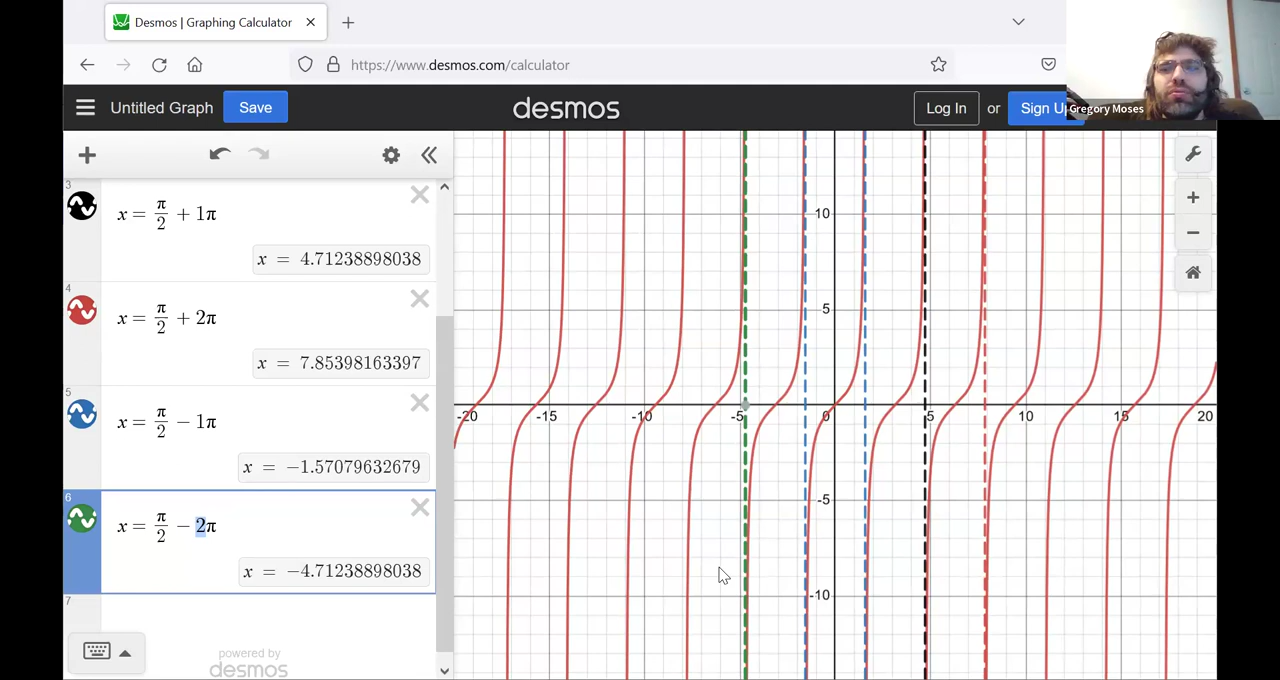 Desmos | Graphing Calculator
https://www.desmos.com/calculator
Gregory Moses
Untitled Graph
Save
desmos
Log In
or
Sign U
3
x = π/2 + 1π
x = 4.71238898038
4
x = π/2 + 2π
x = 7.85398163397
5
x = π/2 − 1π
x = −1.57079632679
6
x = π/2 − 2π
x = −4.71238898038
7
powered by
desmos
10
5
-20
-15
-10
-5
0
5
10
15
20
-5
-10